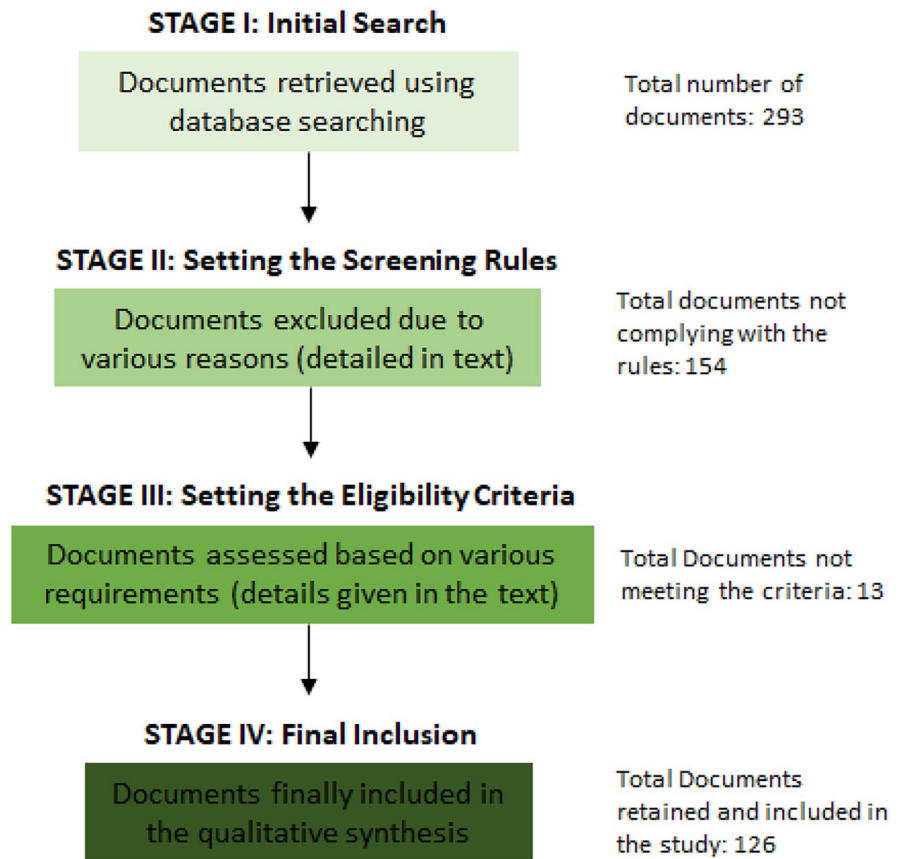 STAGE I: Initial Search
Documents retrieved using
database searching
Total number of
documents: 293
STAGE II: Setting the Screening Rules
Documents excluded due to
various reasons (detailed in text)
Total documents not
complying with the
rules: 154
STAGE III: Setting the Eligibility Criteria
Documents assessed based on various
requirements (details given in the text)
Total Documents not
meeting the criteria: 13
STAGE IV: Final Inclusion
Documents finally included in
the qualitative synthesis
Total Documents
retained and included in
the study: 126